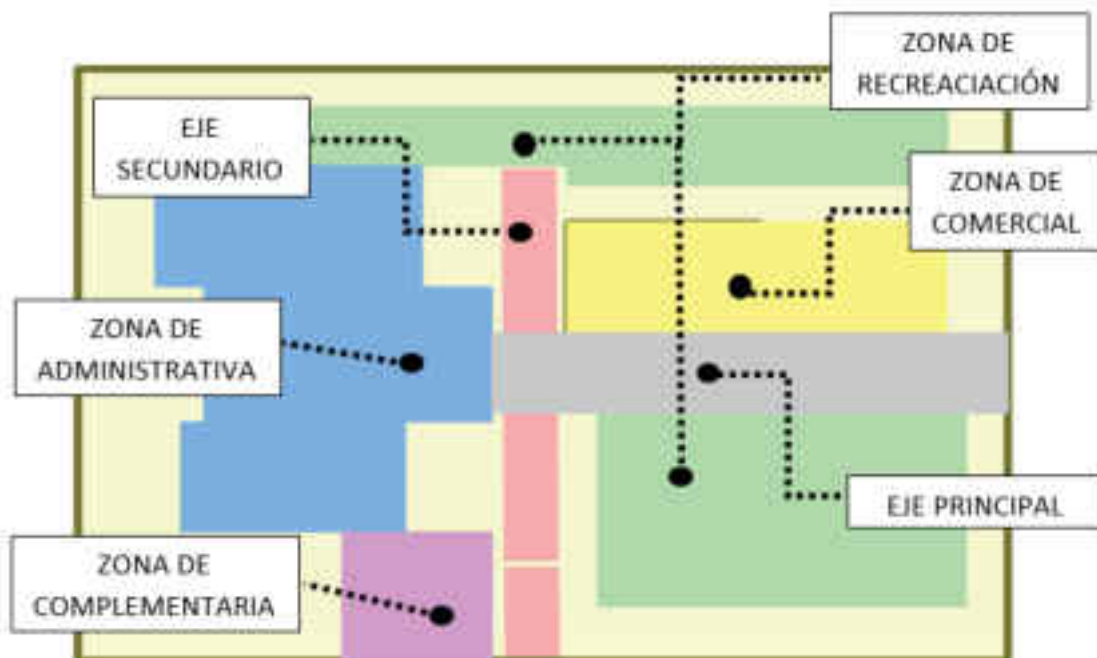 ZONA DE
RECREACIACIÓN
EJE
SECUNDARIO
ZONA DE
COMERCIAL
ZONA DE
ADMINISTRATIVA
EJE PRINCIPAL
ZONA DE
COMPLEMENTARIA